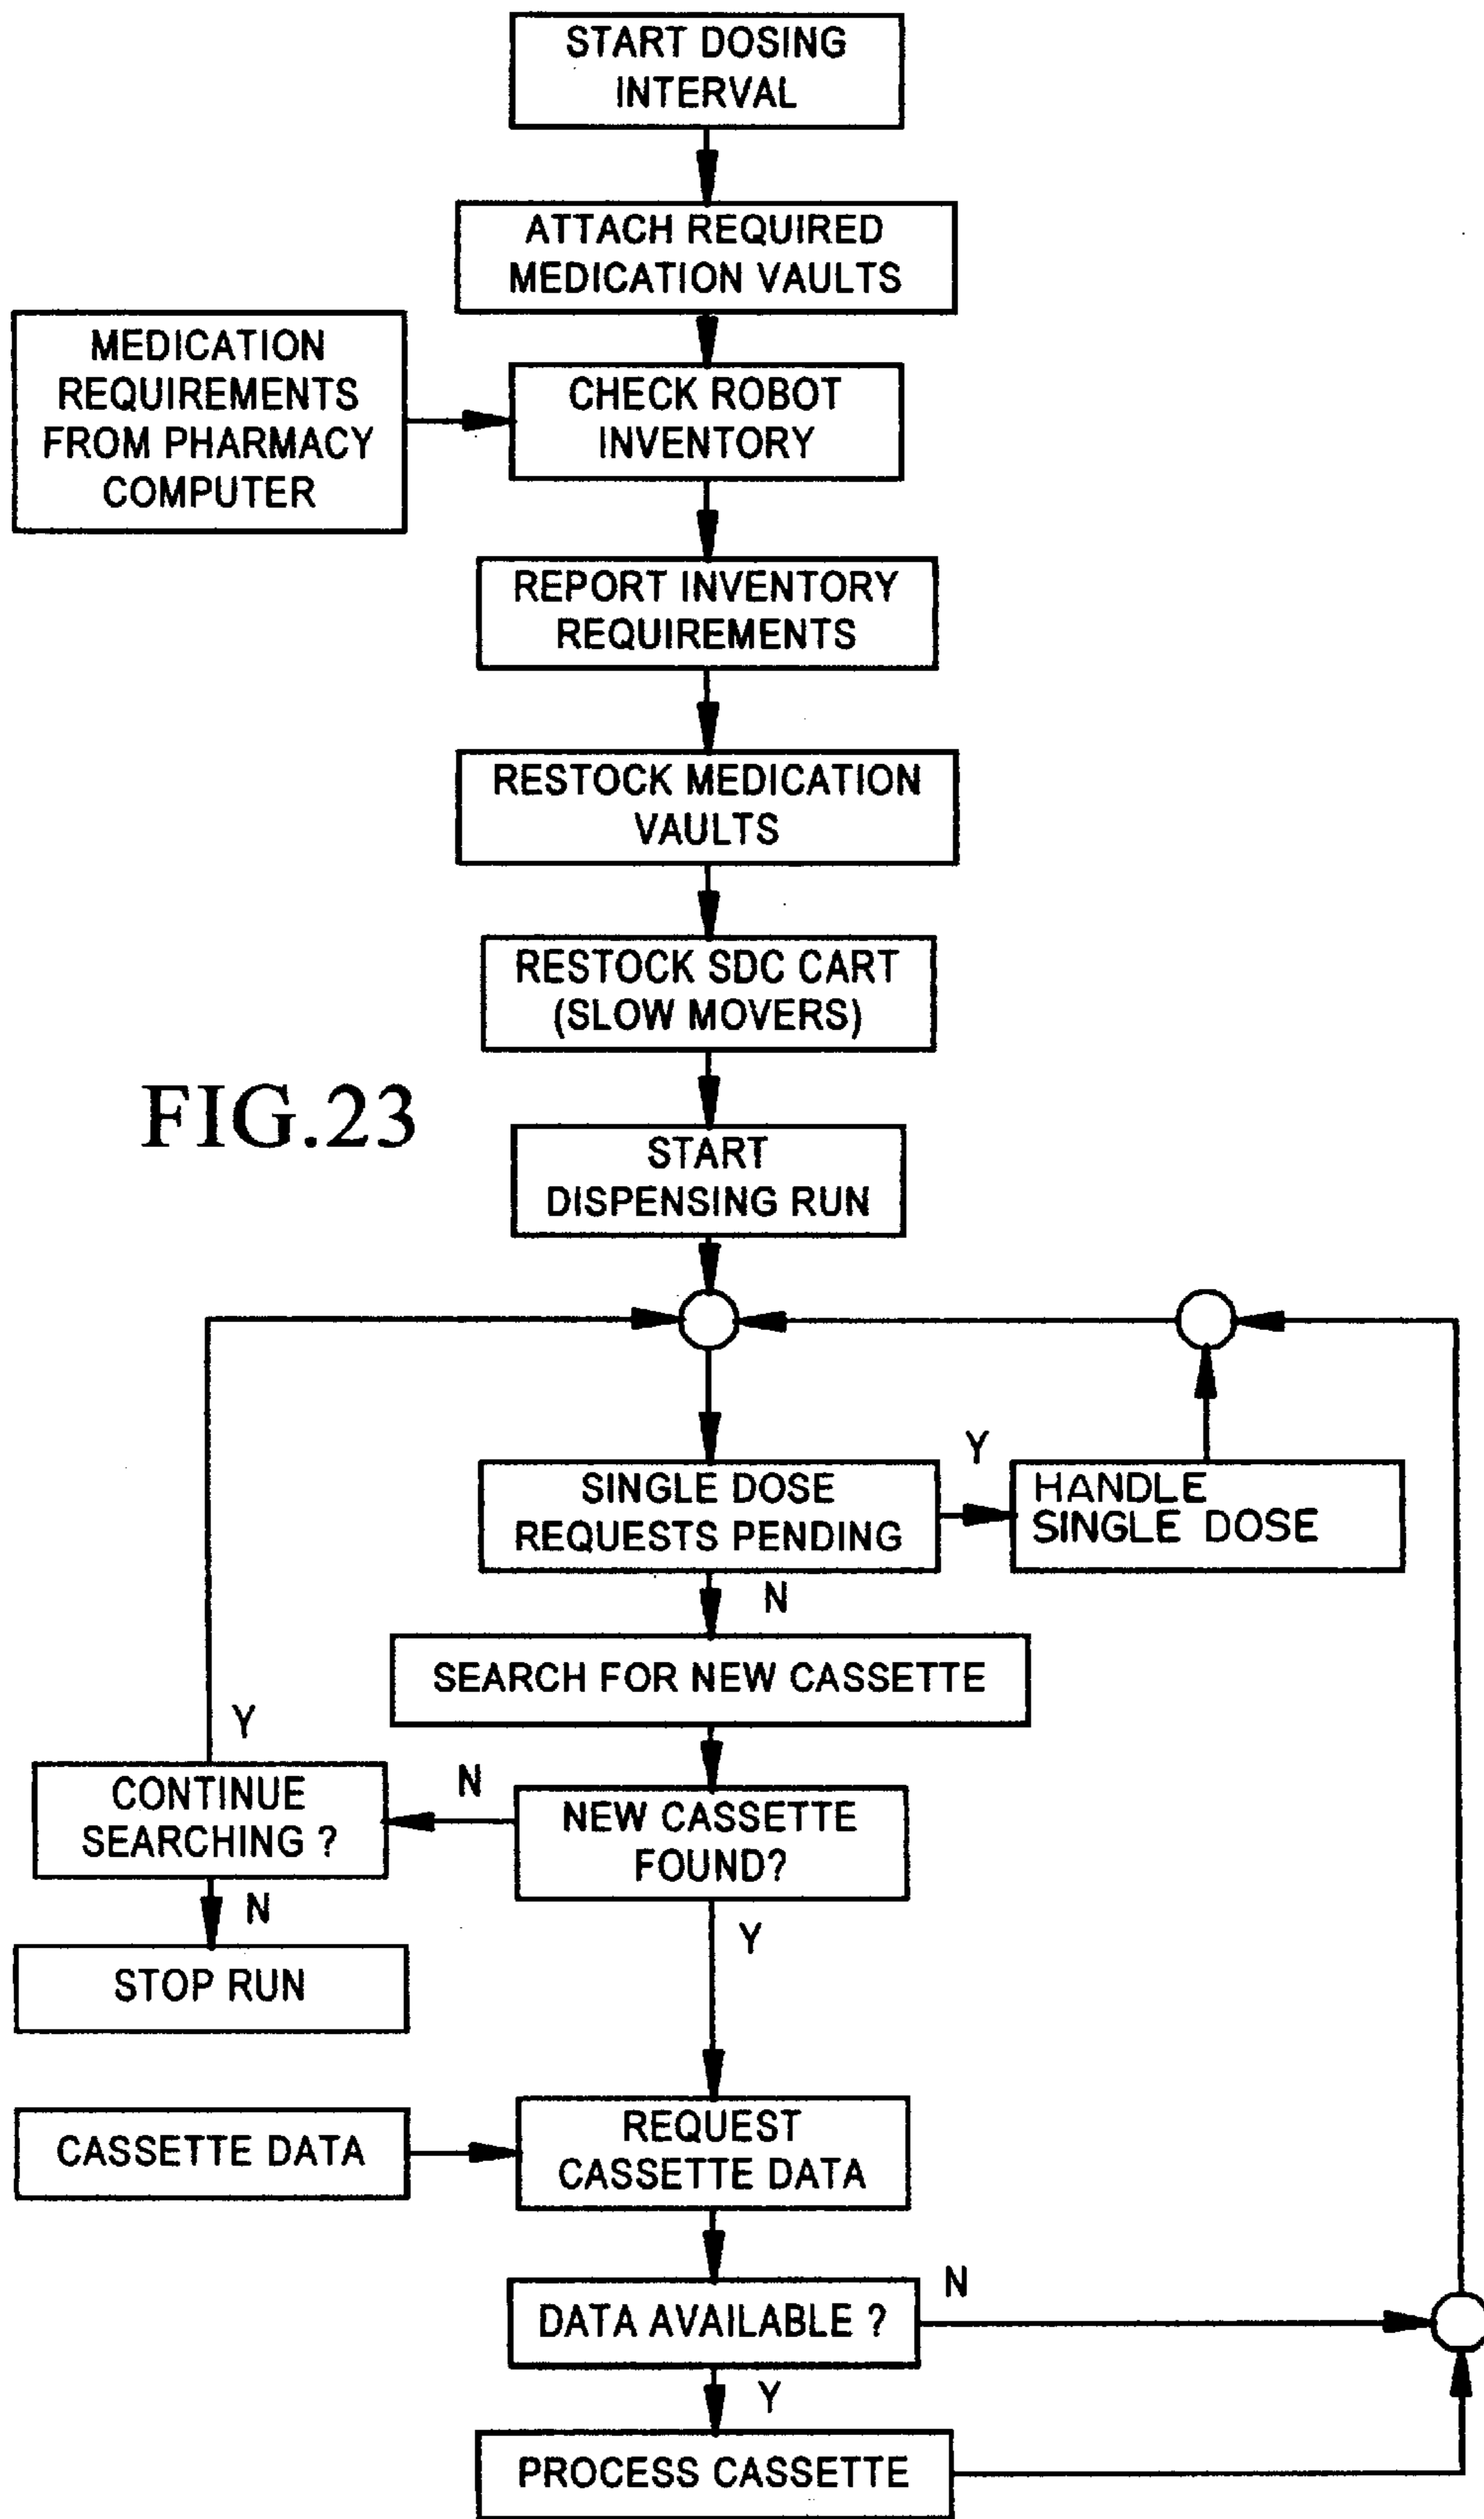 START DOSING
INTERVAL
ATTACH REQUIRED
MEDICATION VAULTS
MEDICATION
REQUIREMENTS
FROM PHARMACY
COMPUTER
CHECK ROBOT
INVENTORY
REPORT INVENTORY
REQUIREMENTS
RESTOCK MEDICATION
VAULTS
RESTOCK SDC CART
(SLOW MOVERS)
FIG.23
START
DISPENSING RUN
SINGLE DOSE
REQUESTS PENDING
Y
HANDLE
SINGLE DOSE
N
SEARCH FOR NEW CASSETTE
Y
CONTINUE
SEARCHING ?
N
NEW CASSETTE
FOUND?
N
Y
STOP RUN
CASSETTE DATA
REQUEST
CASSETTE DATA
DATA AVAILABLE ?
N
Y
PROCESS CASSETTE